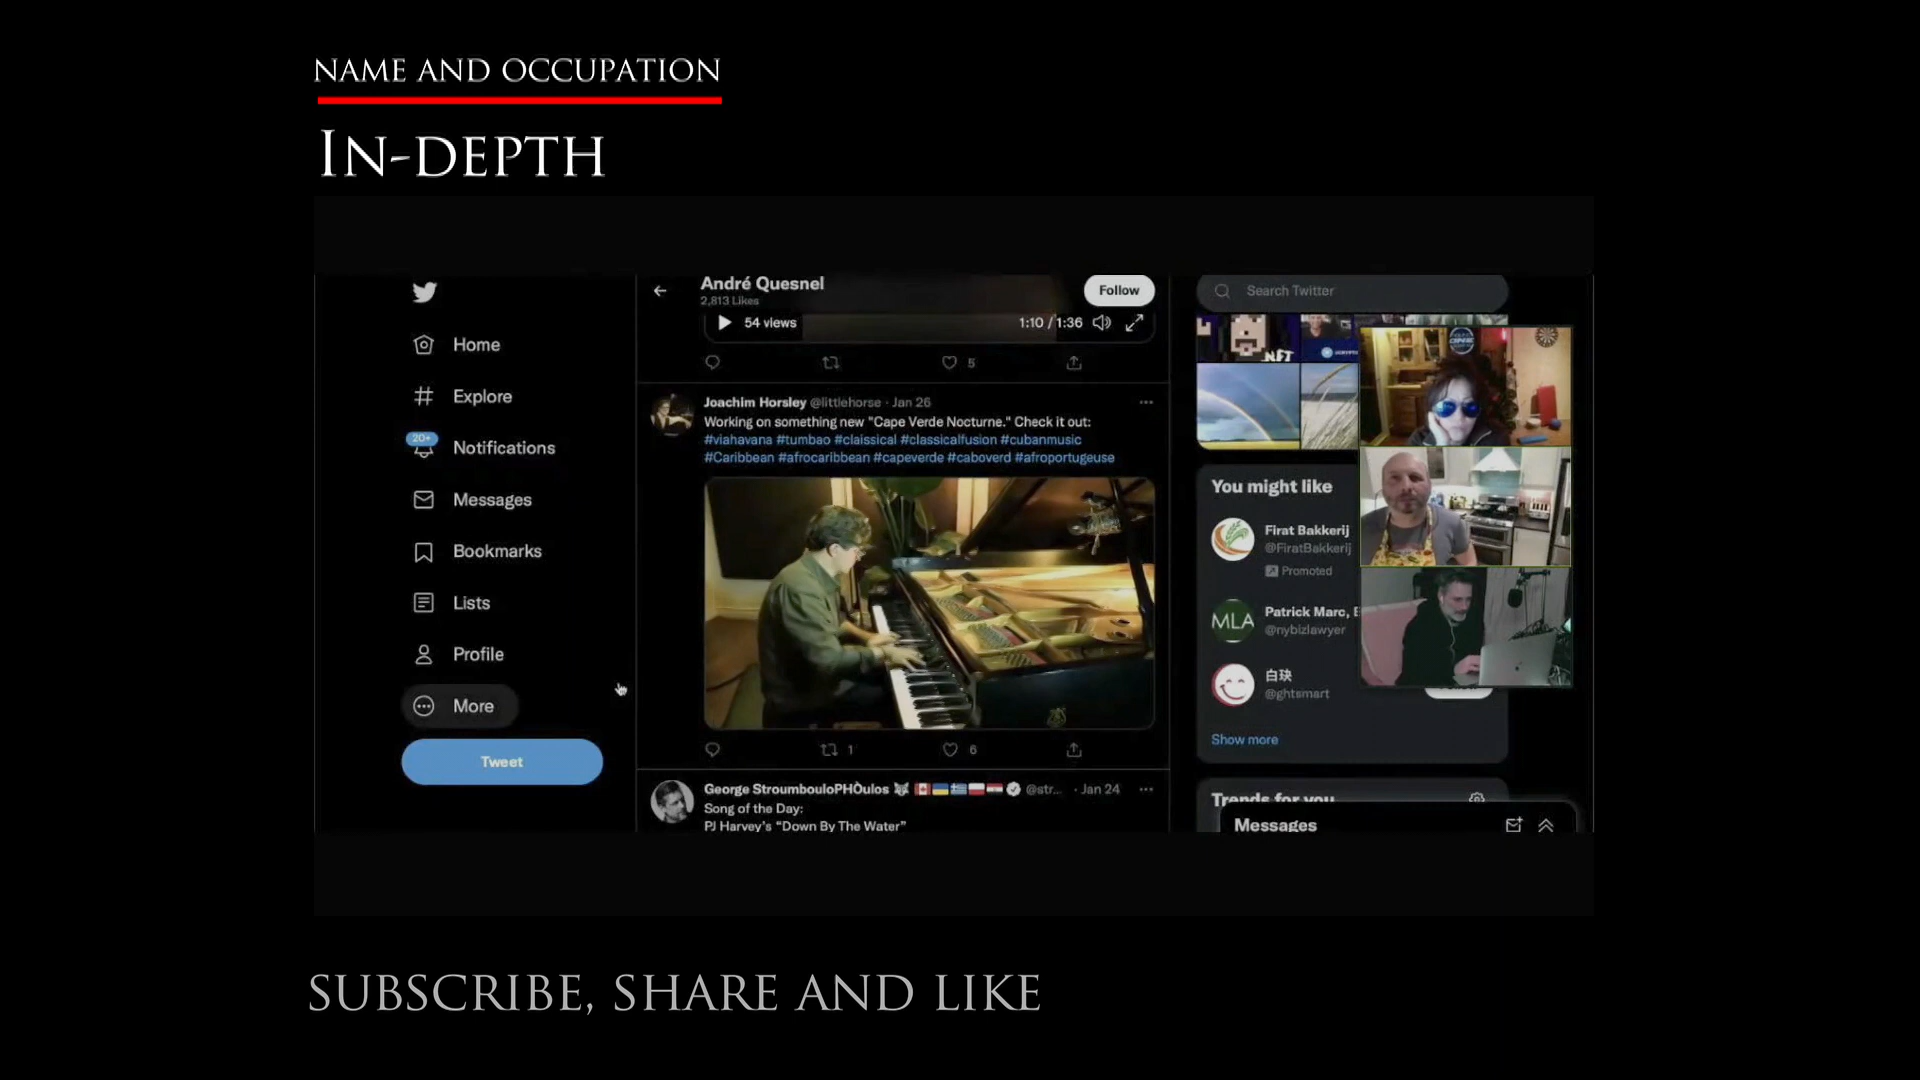 NAME AND OCCUPATION
IN-DEPTH
André Quesnel
2,813 Likes
Follow
Search Twitter
54 views
1:10 / 1:36
5
Home
Explore
20+
Notifications
Messages
Bookmarks
Lists
Profile
More
Tweet
Joachim Horsley @littlehorse · Jan 26
Working on something new "Cape Verde Nocturne." Check it out:
#viahavana #tumbao #claissical #classicalfusion #cubanmusic
#Caribbean #afrocaribbean #capeverde #caboverd #afroportugeuse
1
6
George StroumbouloPHÒulos @str... · Jan 24
Song of the Day:
PJ Harvey's “Down By The Water”
You might like
Firat Bakkerij
@FiratBakkerij
Promoted
MLA
Patrick Marc, E
@nybizlawyer
白玦
@ghtsmart
Show more
Trends for you
Messages
SUBSCRIBE, SHARE AND LIKE